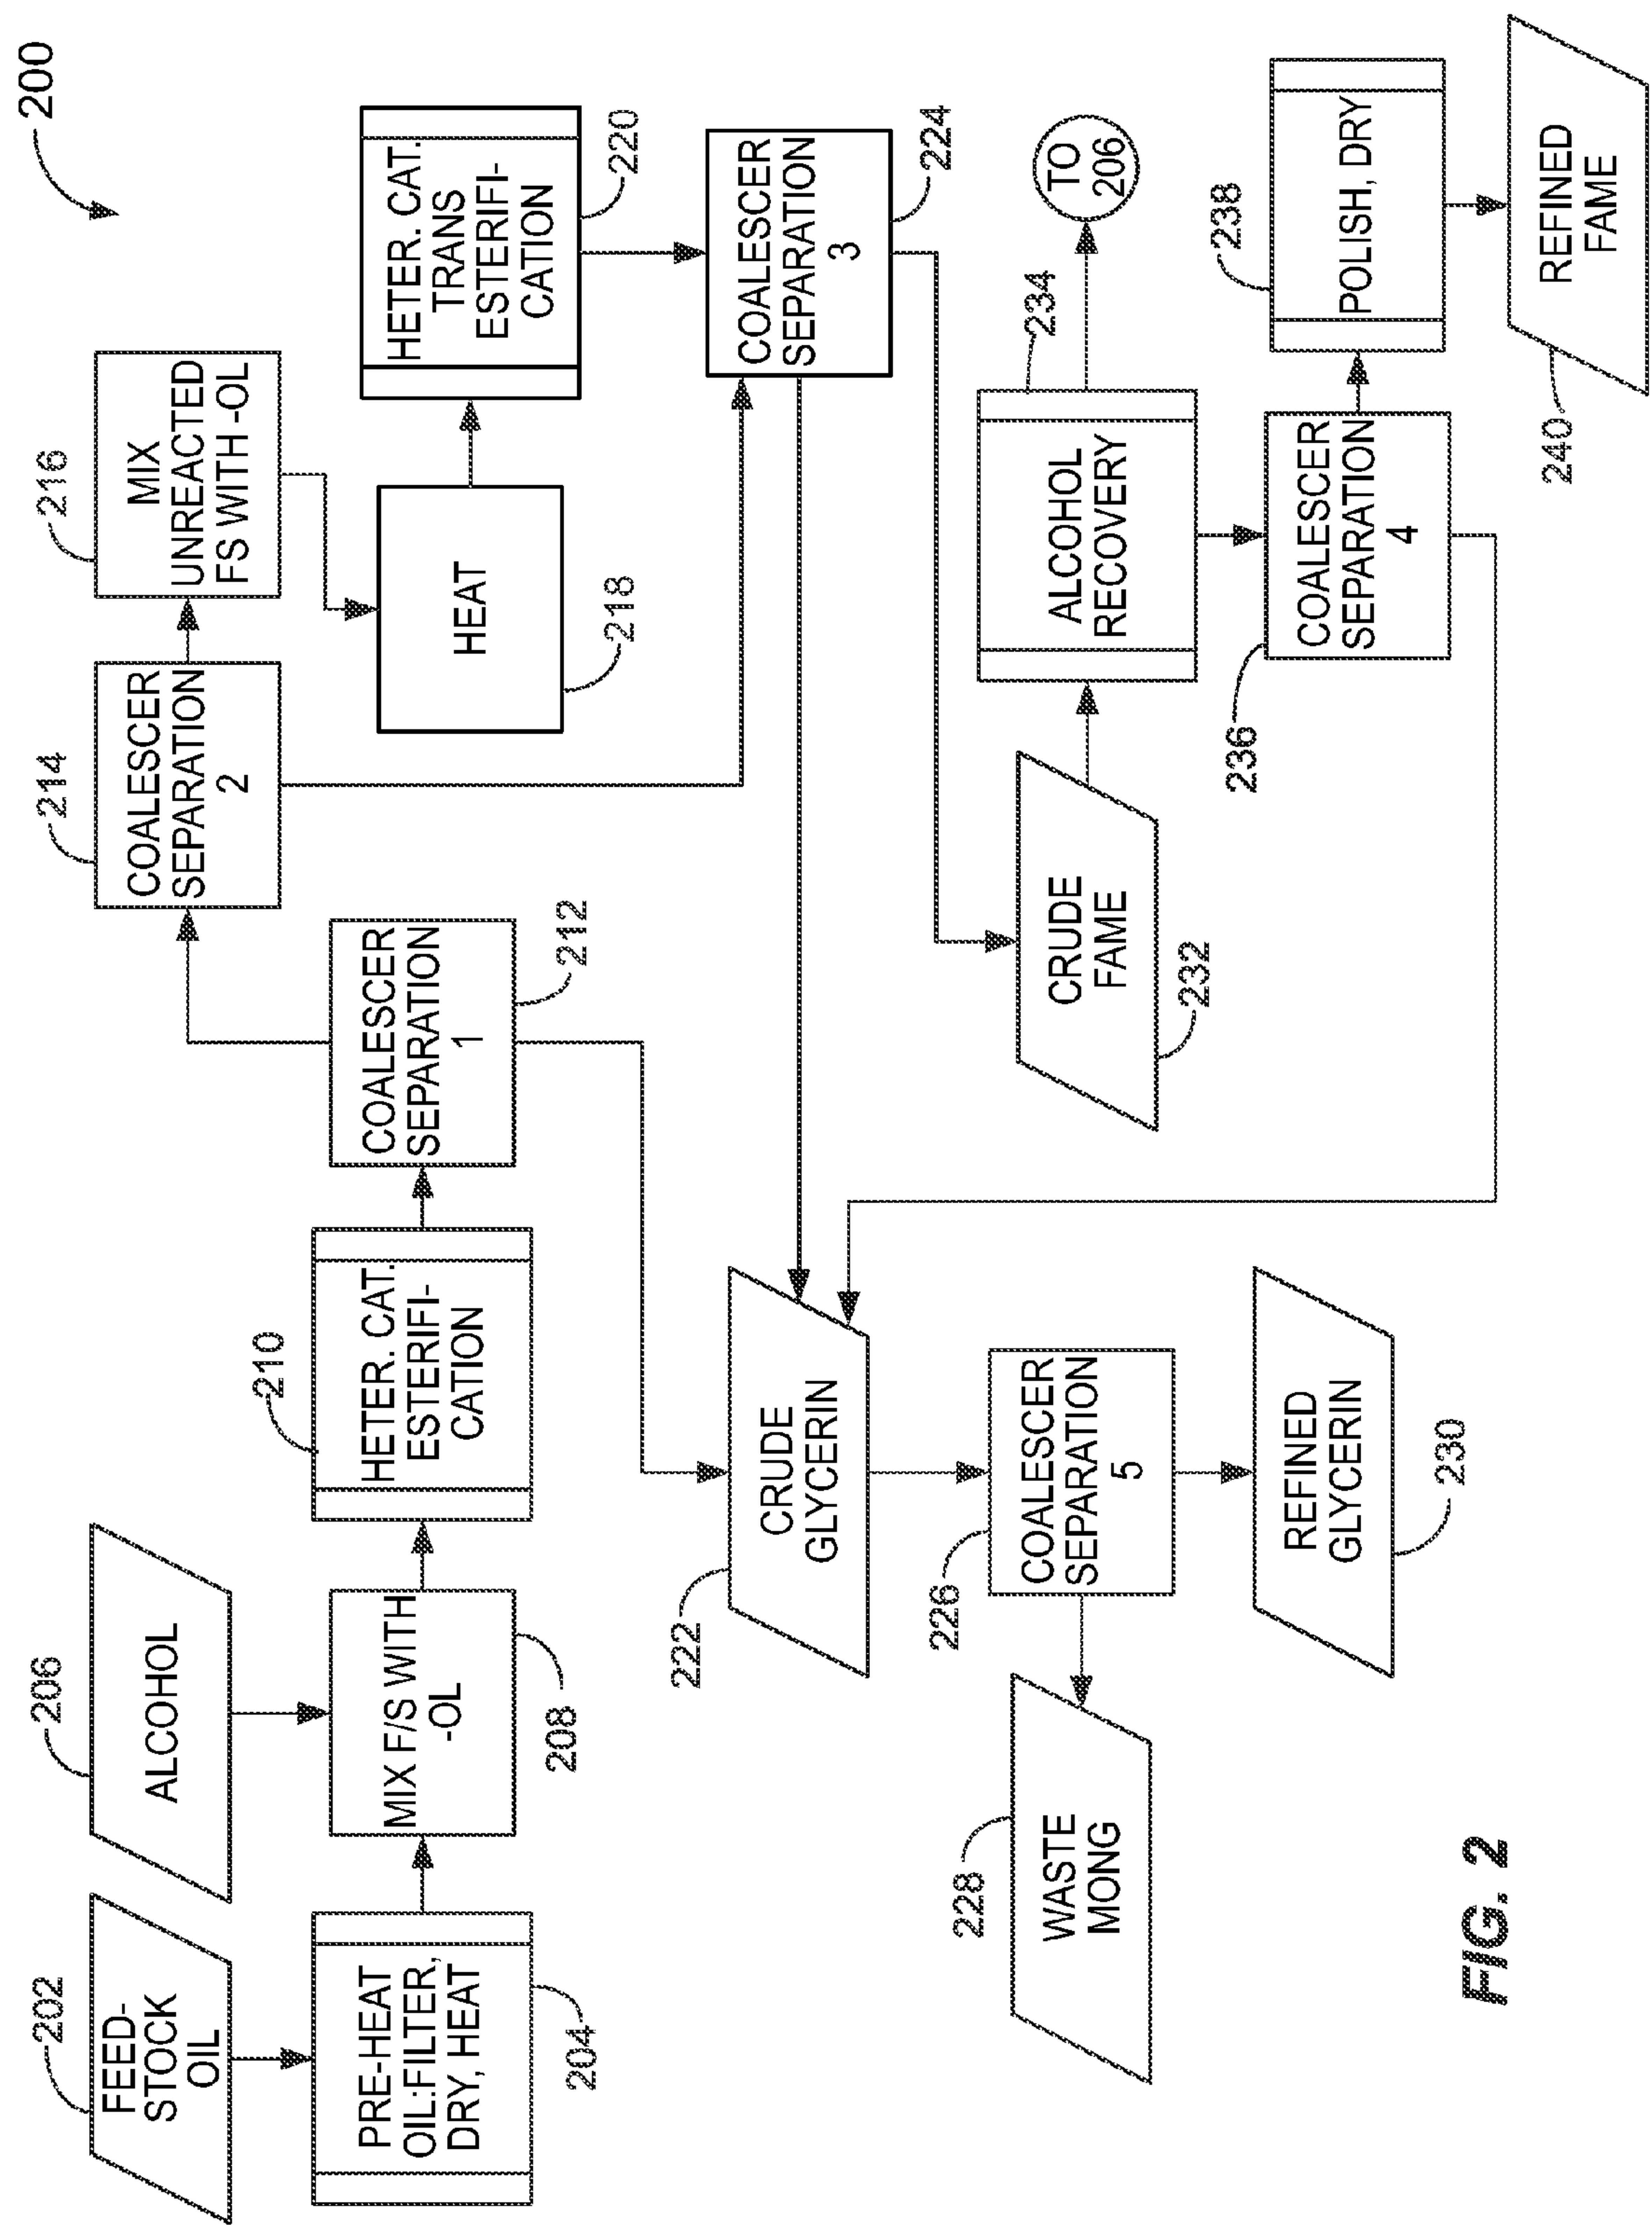 200
202
FEED-
STOCK
OIL
206
ALCOHOL
PRE-HEAT
OIL:FILTER,
DRY, HEAT
204
MIX F/S WITH
-OL
208
210
HETER. CAT.
ESTERIFI-
CATION
COALESCER
SEPARATION
1
212
214
COALESCER
SEPARATION
2
216
MIX
UNREACTED
FS WITH -OL
HEAT
218
HETER. CAT.
TRANS
ESTERIFI-
CATION
220
COALESCER
SEPARATION
3
224
222
CRUDE
GLYCERIN
226
COALESCER
SEPARATION
5
228
WASTE
MONG
REFINED
GLYCERIN
230
CRUDE
FAME
232
234
ALCOHOL
RECOVERY
TO
206
236
COALESCER
SEPARATION
4
238
POLISH, DRY
240
REFINED
FAME
FIG. 2